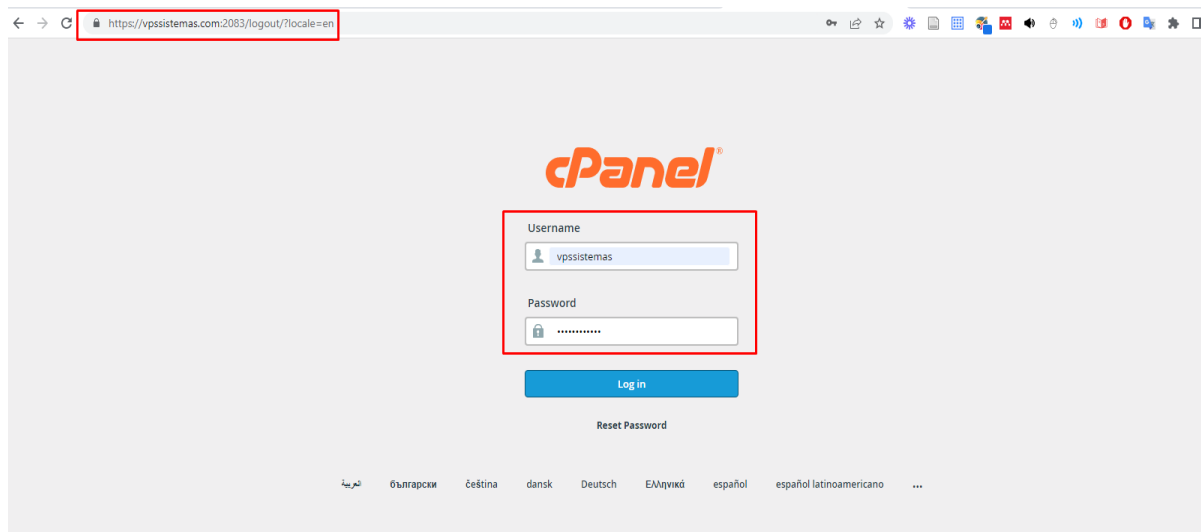 https://vpssistemas.com:2083/logout/?locale=en
cPanel®
Username
vpssistemas
Password
••••••••••••
Log in
Reset Password
العربية български čeština dansk Deutsch Ελληνικά español español latinoamericano ...